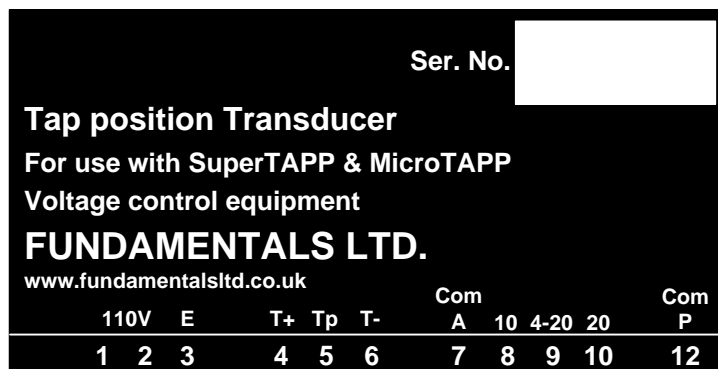 Ser. No.
Tap position Transducer
For use with SuperTAPP & MicroTAPP
Voltage control equipment
FUNDAMENTALS LTD.
www.fundamentalsltd.co.uk
Com Com
110V E T+ Tp T- A 10 4-20 20 P
1 2 3 4 5 6 7 8 9 10 12